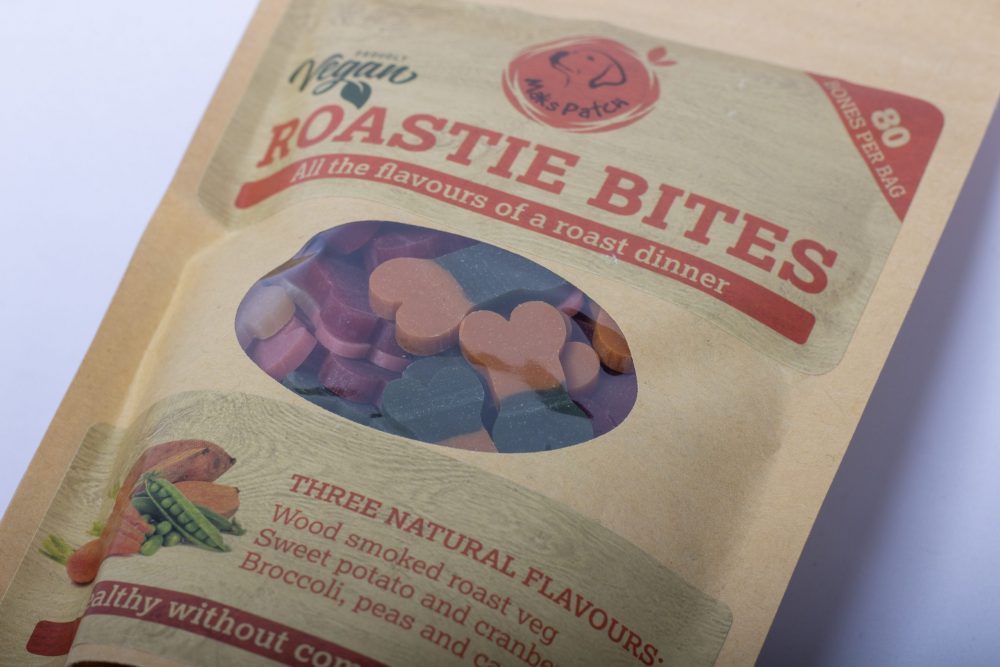 PROUDLY
Vegan
Maks Patch
80
BONES PER BAG
ROASTIE BITES
All the flavours of a roast dinner
THREE NATURAL FLAVOURS:
Wood smoked roast veg
Sweet potato and
Broccoli, peas and
without